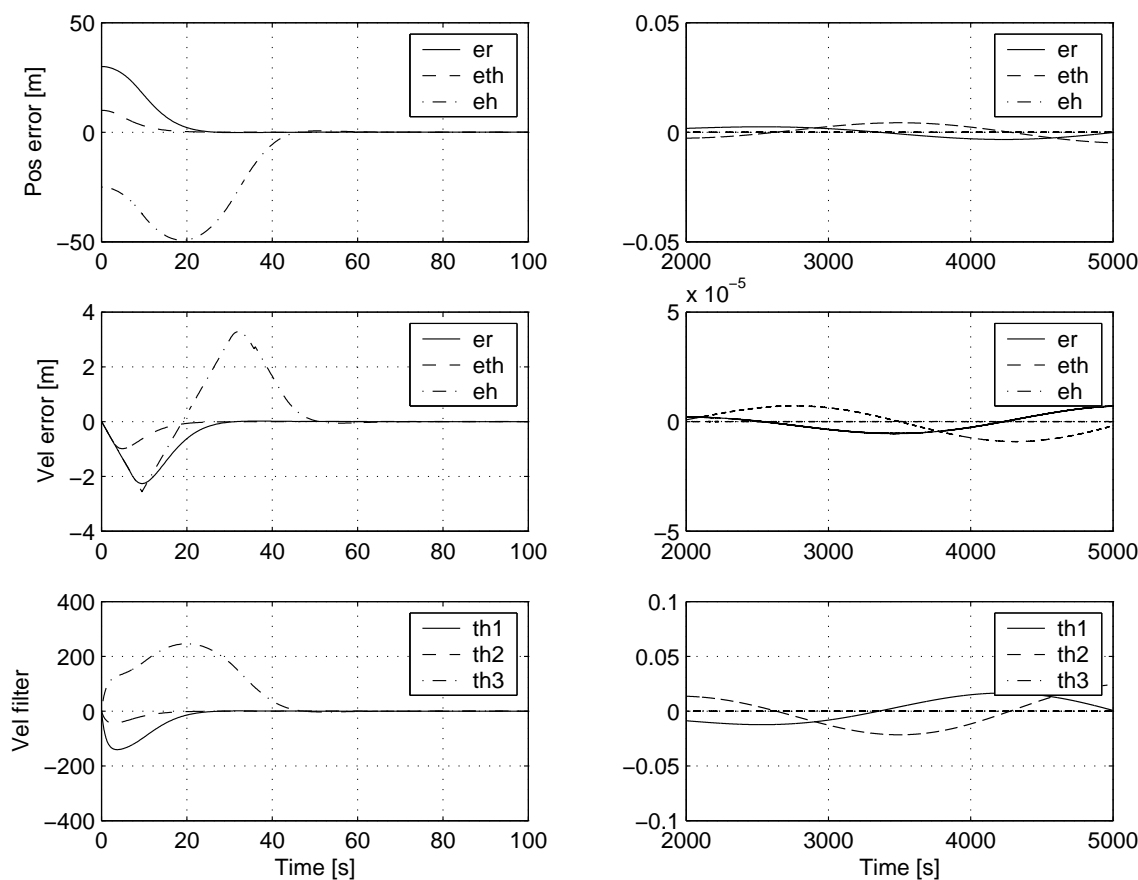 50
0
−50
Pos error [m]
0 20 40 60 80 100
er
eth
eh
0.05
0
−0.05
2000 3000 4000 5000
er
eth
eh
4
2
0
−2
−4
Vel error [m]
0 20 40 60 80 100
er
eth
eh
x 10−5
5
0
−5
2000 3000 4000 5000
er
eth
eh
400
200
0
−200
−400
Vel filter
0 20 40 60 80 100
Time [s]
th1
th2
th3
0.1
0.05
0
−0.05
−0.1
2000 3000 4000 5000
Time [s]
th1
th2
th3